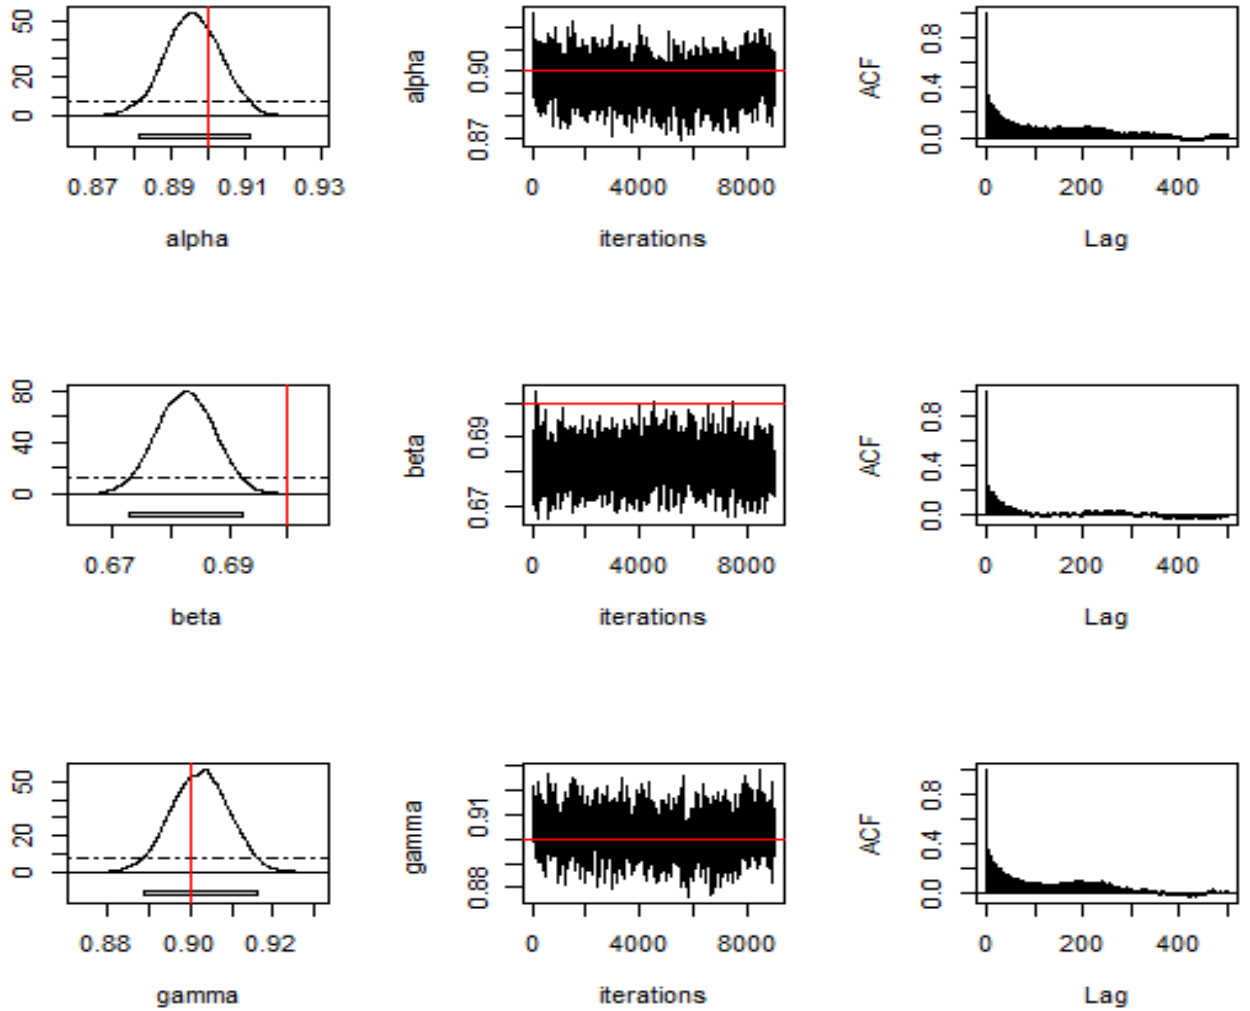 50
20
0
0.87 0.89 0.91 0.93
alpha
alpha
0.90
0.87
0 4000 8000
iterations
ACF
0.8
0.4
0.0
0 200 400
Lag
80
40
0
0.67 0.69
beta
beta
0.69
0.67
0 4000 8000
iterations
ACF
0.8
0.4
0.0
0 200 400
Lag
50
20
0
0.88 0.90 0.92
gamma
gamma
0.91
0.88
0 4000 8000
iterations
ACF
0.8
0.4
0.0
0 200 400
Lag